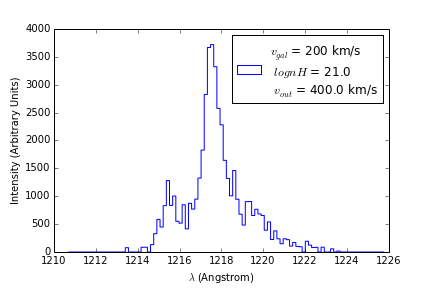 4000
3500
3000
2500
2000
1500
1000
500
0
Intensity (Arbitrary Units)
v_gal = 200 km/s
lognH = 21.0
v_out = 400.0 km/s
1210 1212 1214 1216 1218 1220 1222 1224 1226
λ (Angstrom)